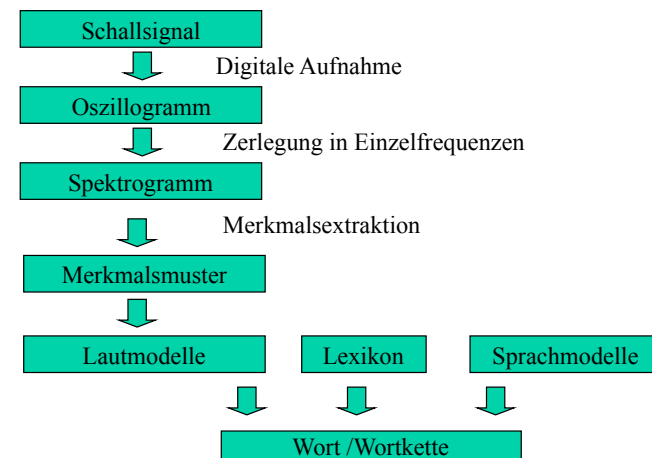 Schallsignal
Digitale Aufnahme
Oszillogramm
Zerlegung in Einzelfrequenzen
Spektrogramm
Merkmalsextraktion
Merkmalsmuster
Lautmodelle Lexikon Sprachmodelle
Wort /Wortkette